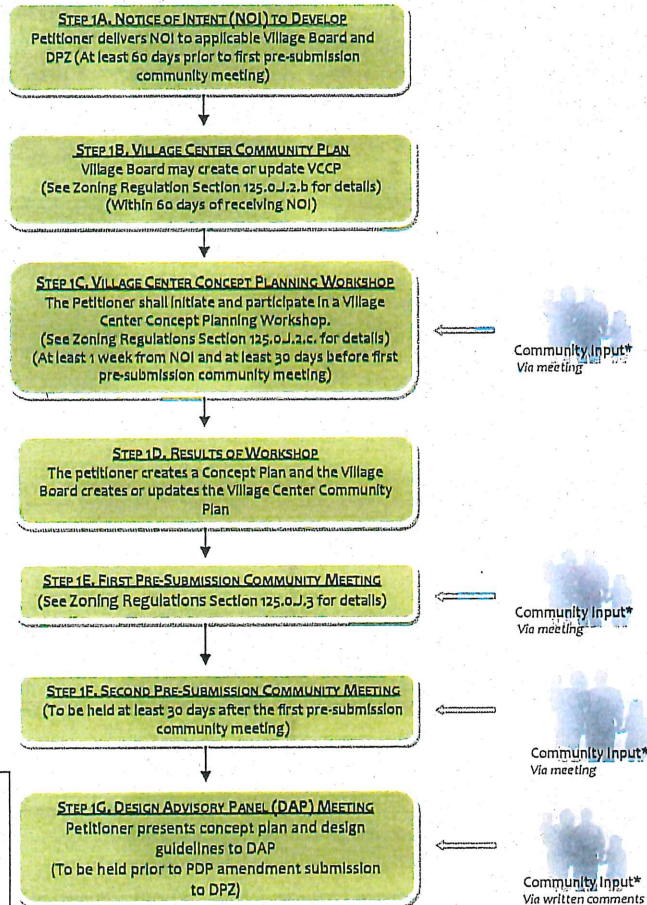 STEP 1A. NOTICE OF INTENT (NOI) TO DEVELOP
Petitioner delivers NOI to applicable Village Board and
DPZ (At least 60 days prior to first pre-submission
community meeting)
STEP 1B. VILLAGE CENTER COMMUNITY PLAN
Village Board may create or update VCCP
(See Zoning Regulation Section 125.0.J.2.b for details)
(Within 60 days of receiving NOI)
STEP 1C. VILLAGE CENTER CONCEPT PLANNING WORKSHOP
The Petitioner shall initiate and participate in a Village
Center Concept Planning Workshop.
(See Zoning Regulations Section 125.0.J.2.c. for details)
(At least 1 week from NOI and at least 30 days before first
pre-submission community meeting)
Community Input*
Via meeting
STEP 1D. RESULTS OF WORKSHOP
The petitioner creates a Concept Plan and the Village
Board creates or updates the Village Center Community
Plan
STEP 1E. FIRST PRE-SUBMISSION COMMUNITY MEETING
(See Zoning Regulations Section 125.0.J.3 for details)
Community Input*
Via meeting
STEP 1F. SECOND PRE-SUBMISSION COMMUNITY MEETING
(To be held at least 30 days after the first pre-submission
community meeting)
Community Input*
Via meeting
STEP 1G. DESIGN ADVISORY PANEL (DAP) MEETING
Petitioner presents concept plan and design
guidelines to DAP
(To be held prior to PDP amendment submission
to DPZ)
Community Input*
Via written comments